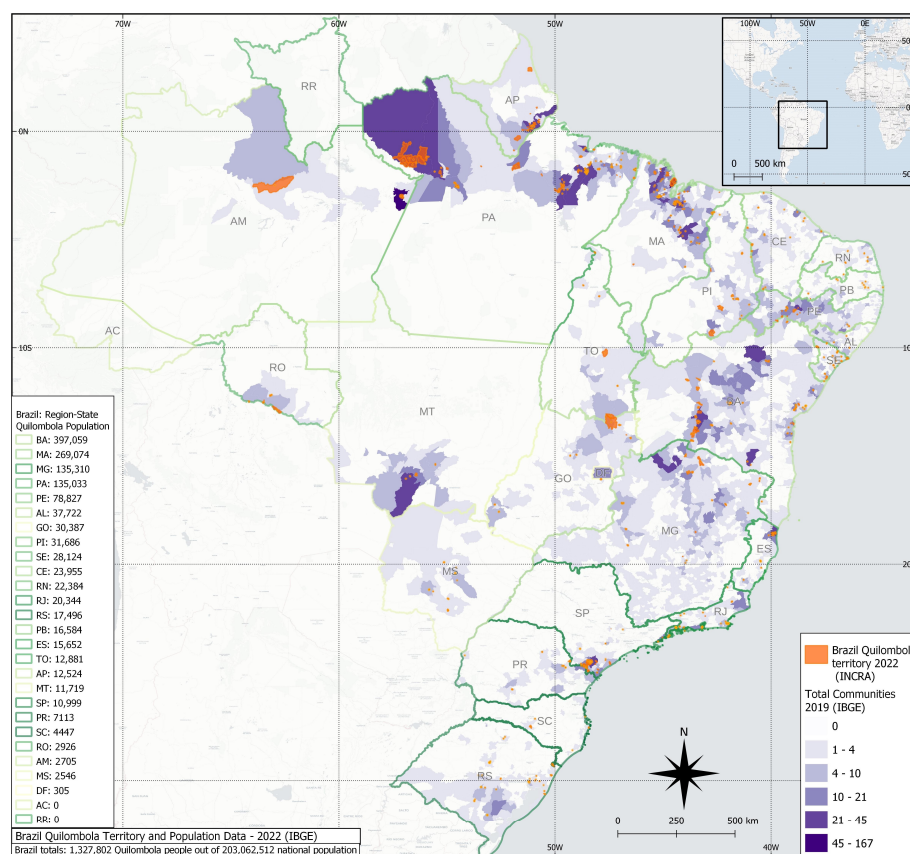 70W
60W
50W
100W
50W
0E
50N
0N
0N
0
500 km
50S
RR
AP
AM
PA
MA
CE
RN
PB
PI
PE
AL
SE
AC
10S
10S
TO
RO
BA
MT
GO
DF
MG
ES
MS
20S
SP
RJ
PR
SC
RS
Brazil: Region-State
Quilombola Population
BA: 397,059
MA: 269,074
MG: 135,310
PA: 135,033
PE: 78,827
AL: 37,722
GO: 30,387
PI: 31,686
SE: 28,124
CE: 23,955
RN: 22,384
RJ: 20,344
RS: 17,496
PB: 16,584
ES: 15,652
TO: 12,881
AP: 12,524
MT: 11,719
SP: 10,999
PR: 7113
SC: 4447
RO: 2926
AM: 2705
MS: 2546
DF: 305
AC: 0
RR: 0
Brazil Quilombola
territory 2022
(INCRA)
Total Communities
2019 (IBGE)
0
1 - 4
4 - 10
10 - 21
21 - 45
45 - 167
N
0
250
500 km
50W
40W
Brazil Quilombola Territory and Population Data - 2022 (IBGE)
Brazil totals: 1,327,802 Quilombola people out of 203,062,512 national population